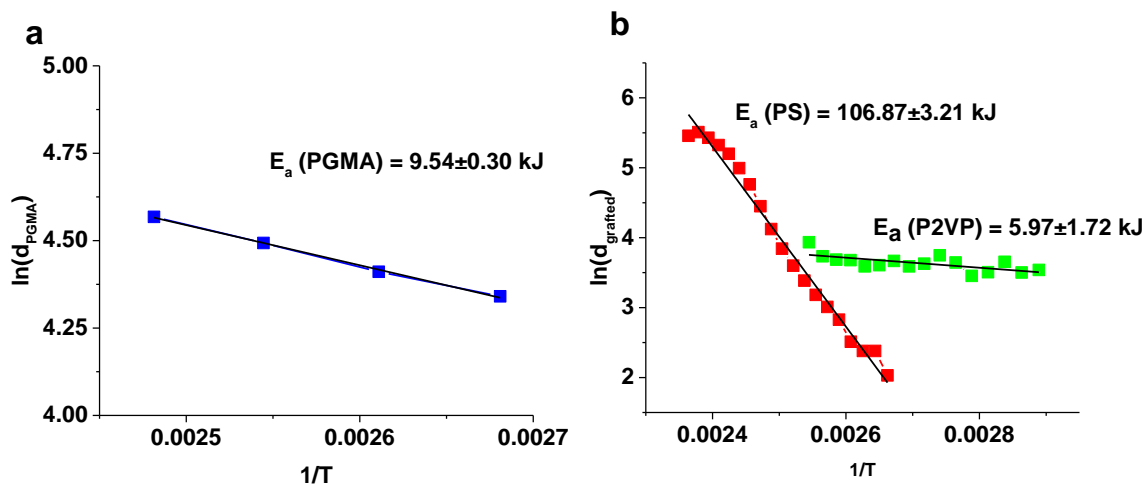 a
5.00
4.75
4.50
4.25
4.00
ln(d_PGMA)
E_a (PGMA) = 9.54±0.30 kJ
0.0025
0.0026
0.0027
1/T
b
6
5
4
3
2
ln(d_grafted)
E_a (PS) = 106.87±3.21 kJ
E_a (P2VP) = 5.97±1.72 kJ
0.0024
0.0026
0.0028
1/T